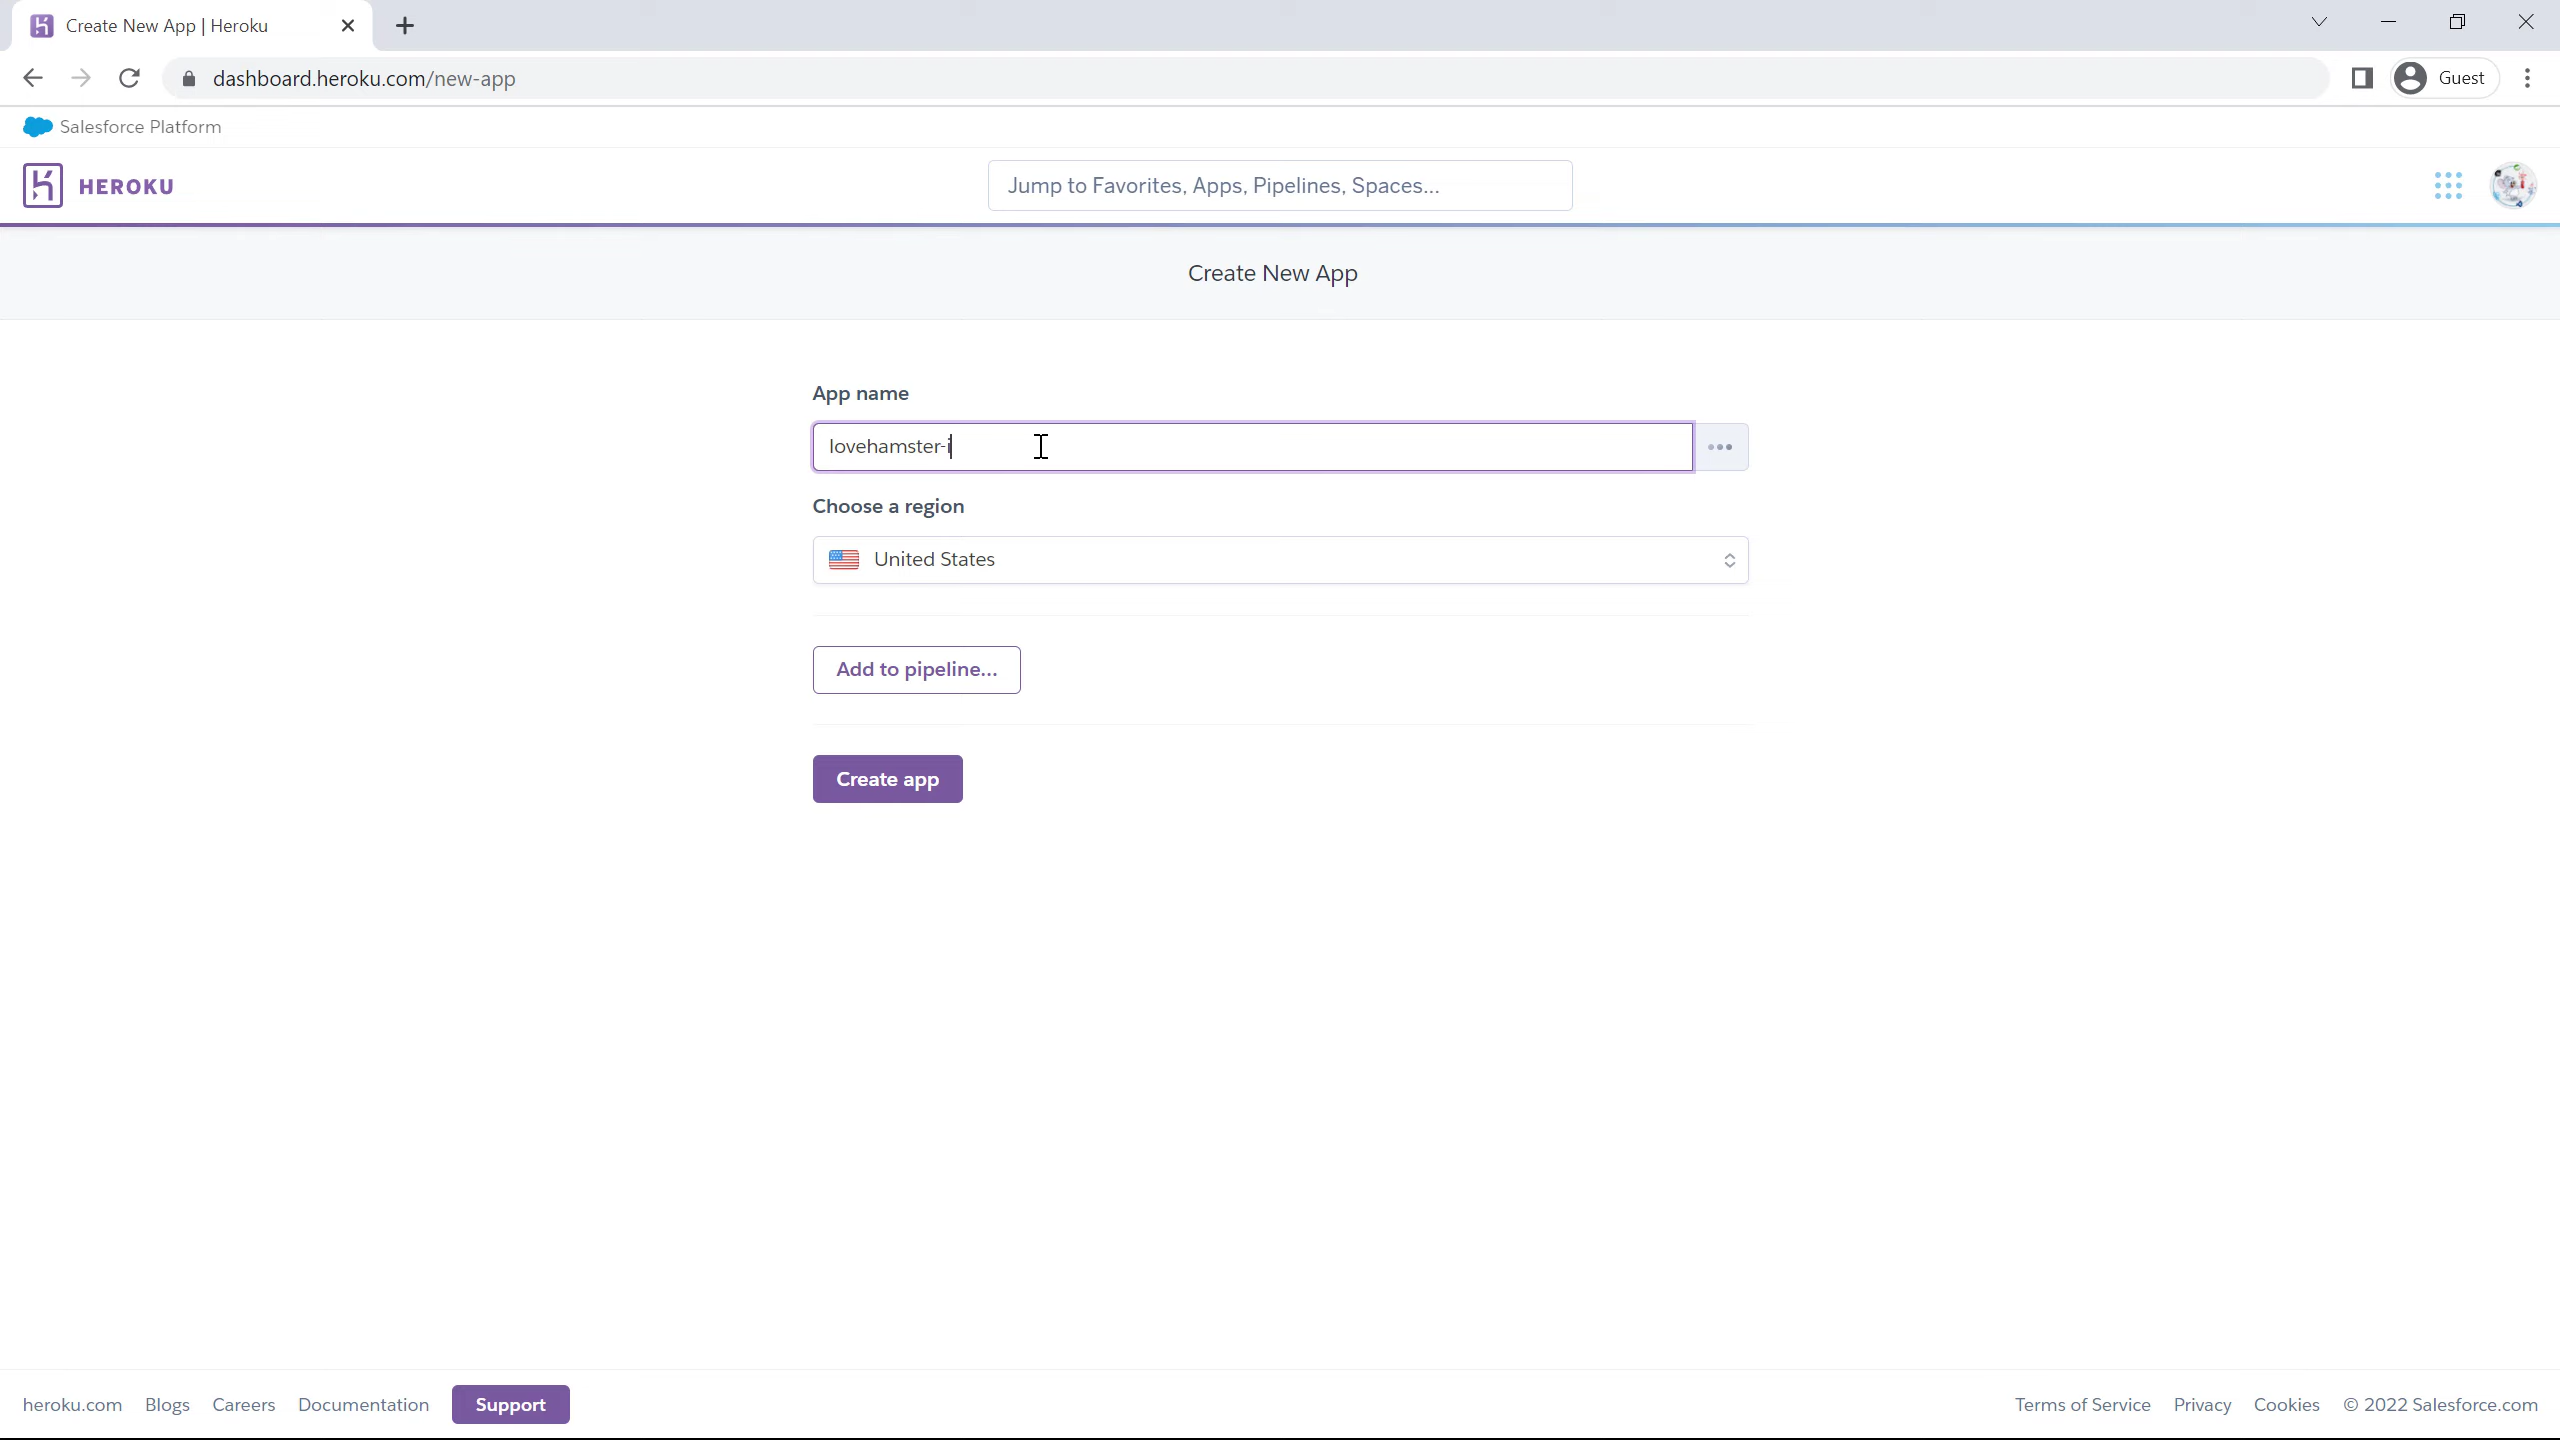 Create New App | Heroku
dashboard.heroku.com/new-app
Guest
Salesforce Platform
HEROKU
Jump to Favorites, Apps, Pipelines, Spaces...
Create New App
App name
lovehamster-i
Choose a region
United States
Add to pipeline...
Create app
heroku.com Blogs Careers Documentation Support Terms of Service Privacy Cookies © 2022 Salesforce.com